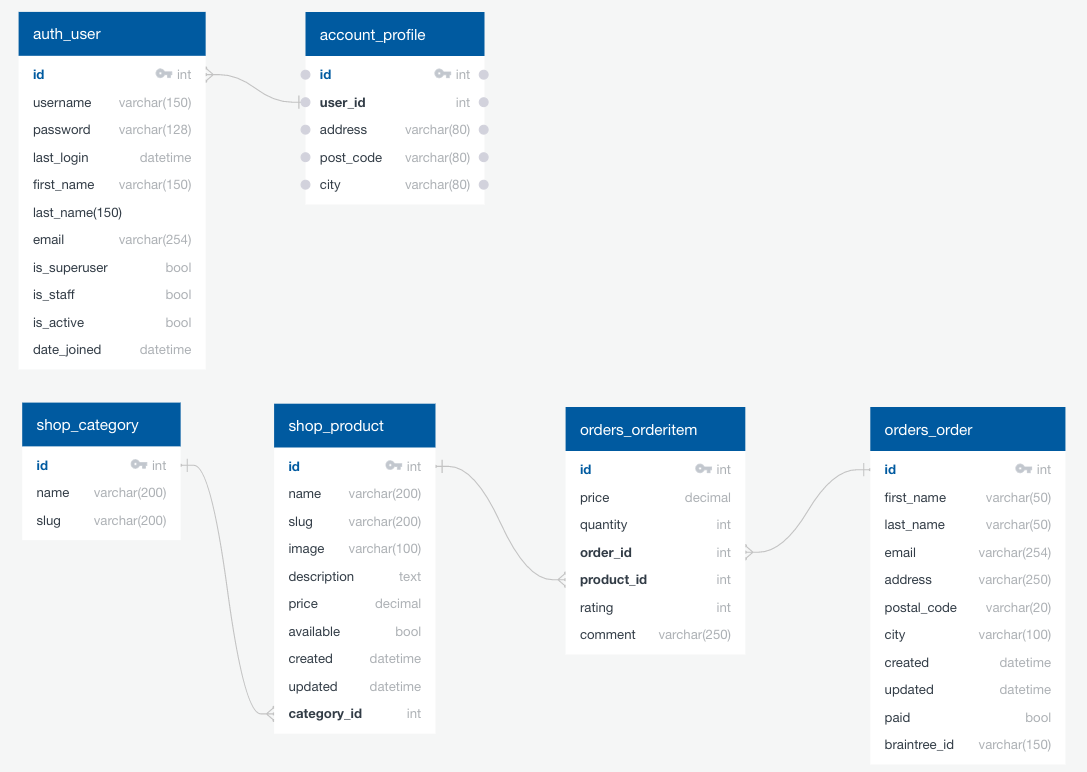 auth_user
id int
username varchar(150)
password varchar(128)
last_login datetime
first_name varchar(150)
last_name(150)
email varchar(254)
is_superuser bool
is_staff bool
is_active bool
date_joined datetime
account_profile
id int
user_id int
address varchar(80)
post_code varchar(80)
city varchar(80)
shop_category
id int
name varchar(200)
slug varchar(200)
shop_product
id int
name varchar(200)
slug varchar(200)
image varchar(100)
description text
price decimal
available bool
created datetime
updated datetime
category_id int
orders_orderitem
id int
price decimal
quantity int
order_id int
product_id int
rating int
comment varchar(250)
orders_order
id int
first_name varchar(50)
last_name varchar(50)
email varchar(254)
address varchar(250)
postal_code varchar(20)
city varchar(100)
created datetime
updated datetime
paid bool
braintree_id varchar(150)